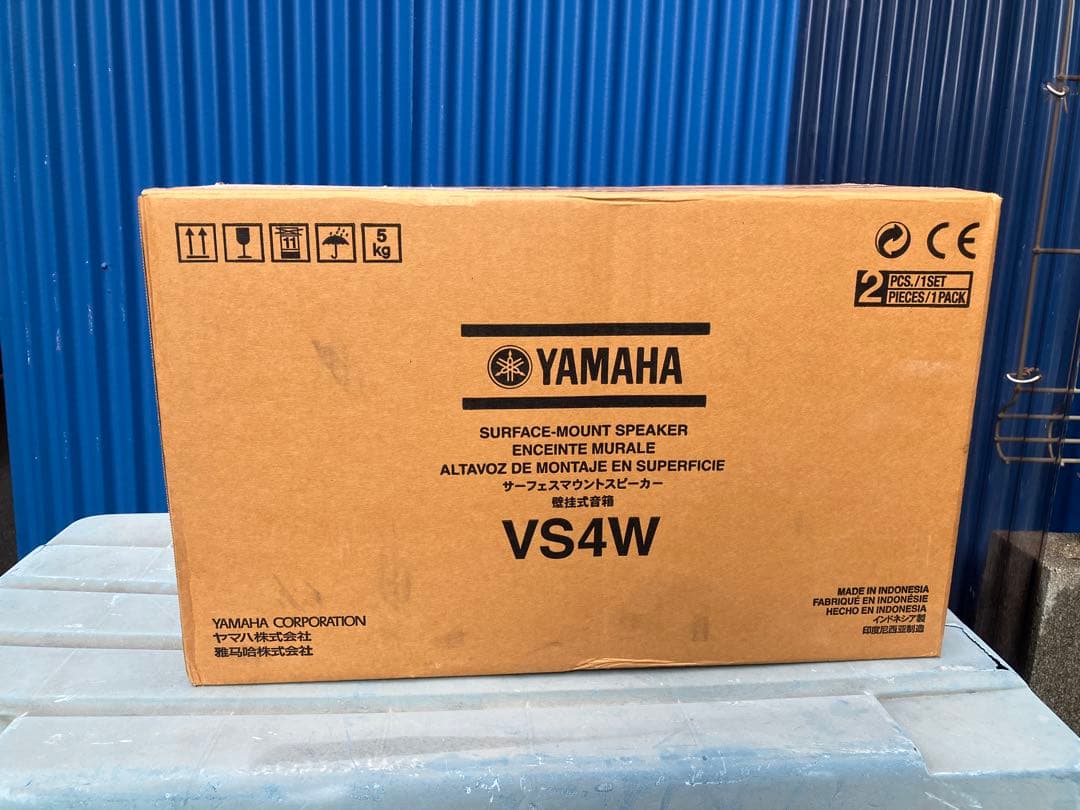 11
5
kg
CE
2 PCS./1SET
PIECES/1PACK
YAMAHA
SURFACE-MOUNT SPEAKER
ENCEINTE MURALE
ALTAVOZ DE MONTAJE EN SUPERFICIE
サーフェスマウントスピーカー
壁挂式音箱
VS4W
MADE IN INDONESIA
FABRIQUÉ EN INDONÉSIE
HECHO EN INDONESIA
インドネシア製
印度尼西亚制造
YAMAHA CORPORATION
ヤマハ株式会社
雅马哈株式会社